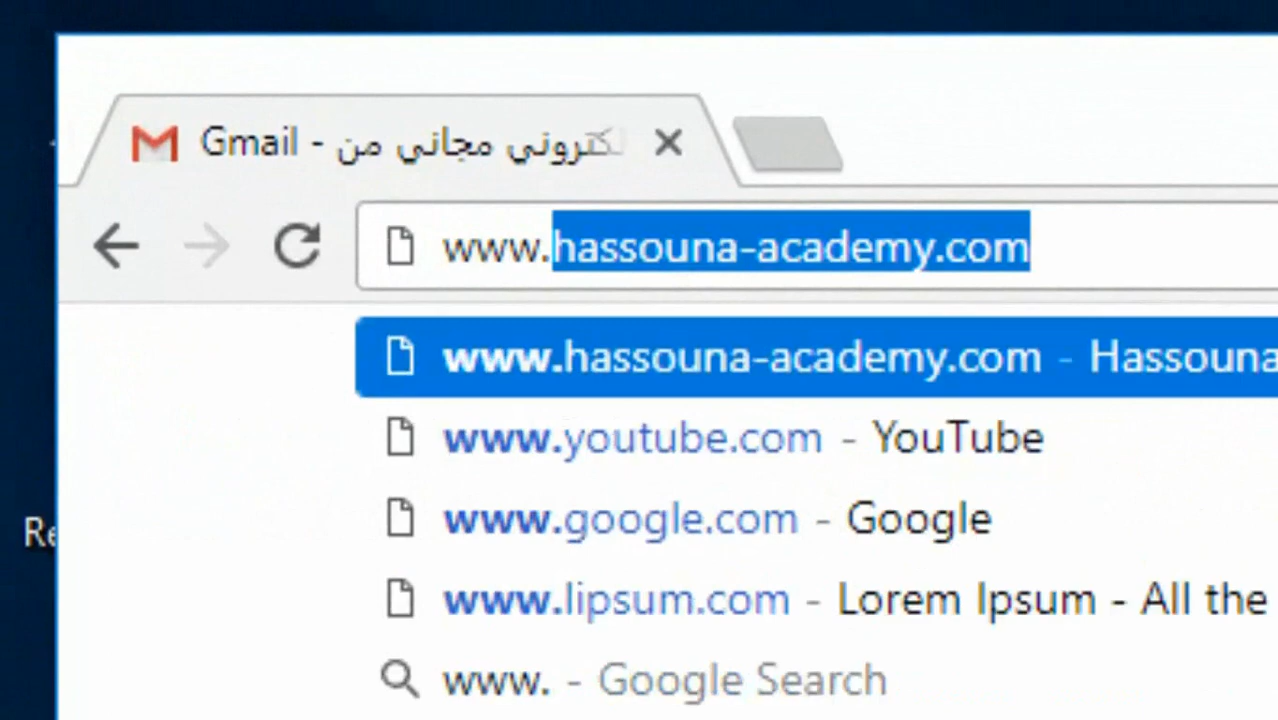 Gmail - كتروني مجاني من
www.hassouna-academy.com
www.hassouna-academy.com - Hassouna
www.youtube.com - YouTube
www.google.com - Google
www.lipsum.com - Lorem Ipsum - All the
Re
www. - Google Search